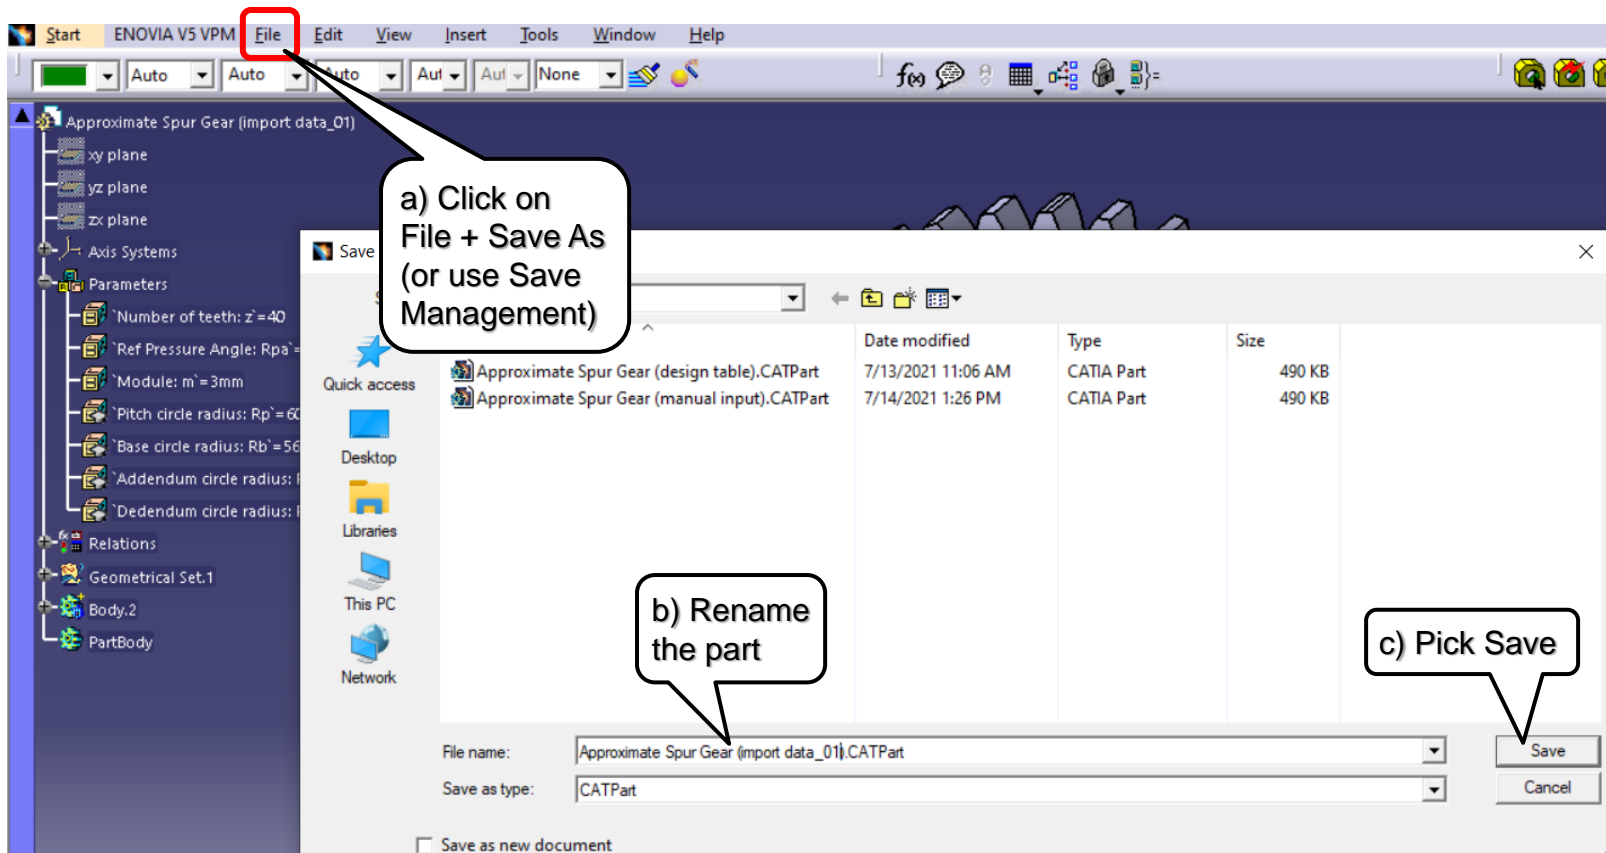 Start ENOVIA V5 VPM File Edit View Insert Tools Window Help
Auto Auto Auto Aut Aut None
Approximate Spur Gear (import data_01)
xy plane
yz plane
zx plane
Axis Systems
Parameters
`Number of teeth: z`=40
`Ref Pressure Angle: Rpa`=
`Module: m`=3mm
`Pitch circle radius: Rp`=60
`Base circle radius: Rb`=56
`Addendum circle radius:
`Dedendum circle radius:
Relations
Geometrical Set.1
Body.2
PartBody
a) Click on
File + Save As
(or use Save
Management)
Save
Date modified Type Size
Approximate Spur Gear (design table).CATPart 7/13/2021 11:06 AM CATIA Part 490 KB
Approximate Spur Gear (manual input).CATPart 7/14/2021 1:26 PM CATIA Part 490 KB
Quick access
Desktop
Libraries
This PC
Network
b) Rename
the part
c) Pick Save
File name: Approximate Spur Gear (import data_01).CATPart Save
Save as type: CATPart Cancel
Save as new document